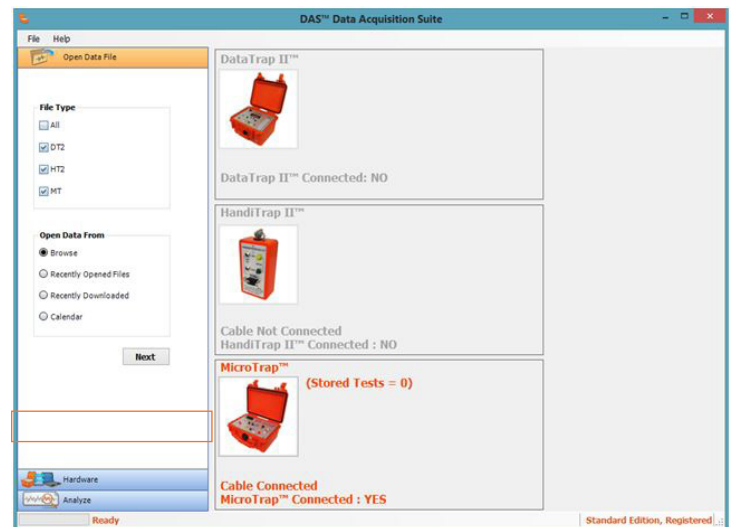 DAS™ Data Acquisition Suite
File Help
Open Data File
File Type
All
DT2
HT2
MT
Open Data From
Browse
Recently Opened Files
Recently Downloaded
Calendar
Next
Hardware
Analyze
DataTrap II™
DataTrap II™ Connected: NO
HandiTrap II™
Cable Not Connected
HandiTrap II™ Connected : NO
MicroTrap™
(Stored Tests = 0)
Cable Connected
MicroTrap™ Connected : YES
Ready
Standard Edition, Registered